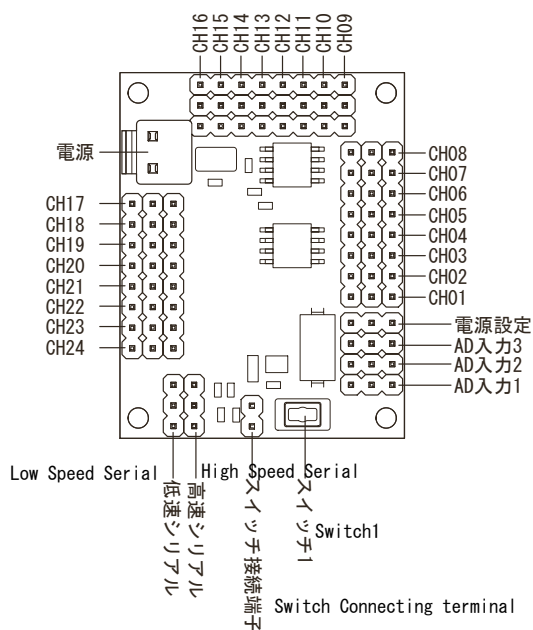 CH16
CH15
CH14
CH13
CH12
CH11
CH10
CH09
電源
CH08
CH07
CH06
CH05
CH04
CH03
CH02
CH01
CH17
CH18
CH19
CH20
CH21
CH22
CH23
CH24
電源設定
AD入力3
AD入力2
AD入力1
Low Speed Serial
High Speed Serial
低速シリアル
高速シリアル
スイッチ接続端子
スイッチ1
Switch1
Switch Connecting terminal